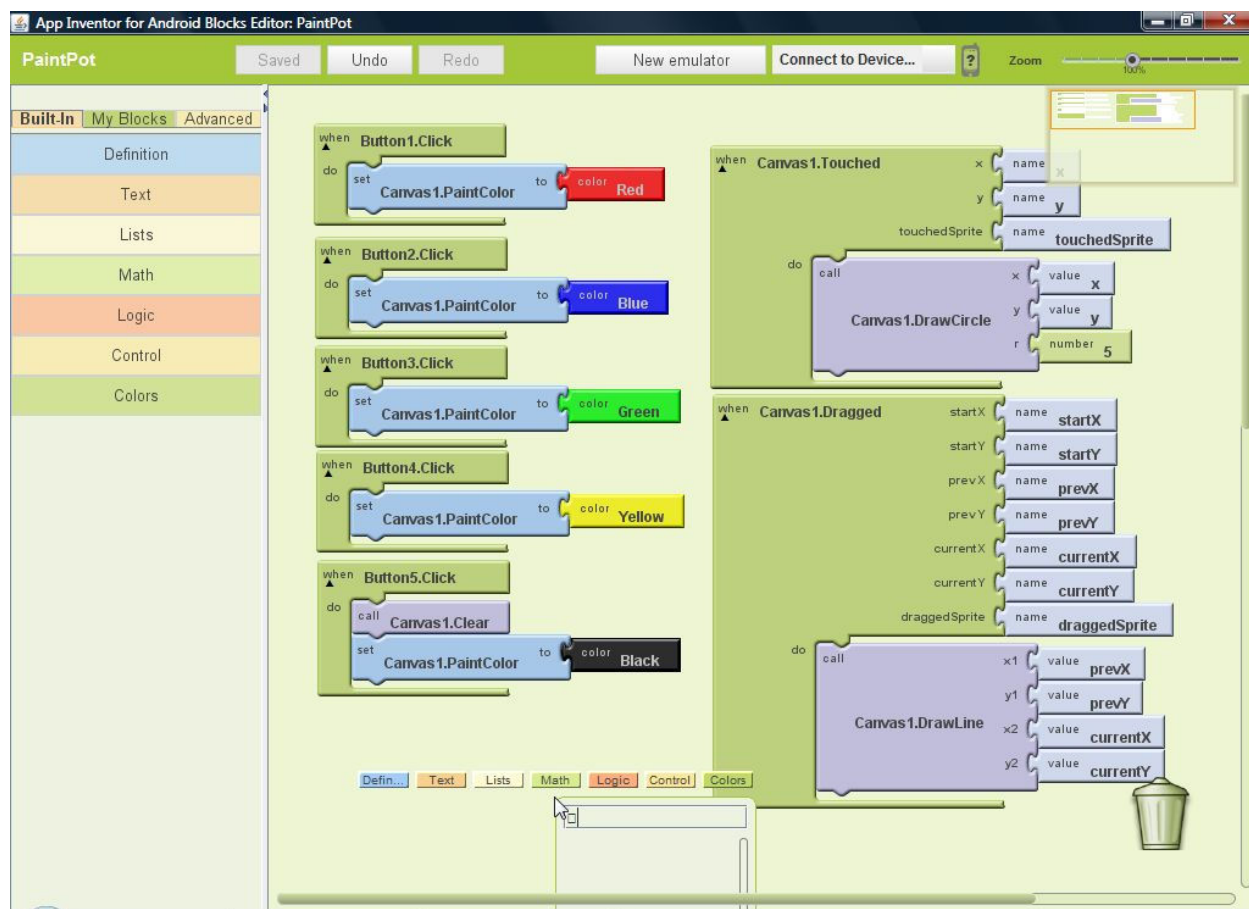 App Inventor for Android Blocks Editor: PaintPot
PaintPot Saved Undo Redo New emulator Connect to Device... ? Zoom 100%
Built-In My Blocks Advanced
Definition
Text
Lists
Math
Logic
Control
Colors
when Button1.Click
do set Canvas1.PaintColor to color Red
when Button2.Click
do set Canvas1.PaintColor to color Blue
when Button3.Click
do set Canvas1.PaintColor to color Green
when Button4.Click
do set Canvas1.PaintColor to color Yellow
when Button5.Click
do call Canvas1.Clear
set Canvas1.PaintColor to color Black
when Canvas1.Touched x name x
y name y
touchedSprite name touchedSprite
do call x value x
Canvas1.DrawCircle y value y
r number 5
when Canvas1.Dragged startX name startX
startY name startY
prevX name prevX
prevY name prevY
currentX name currentX
currentY name currentY
draggedSprite name draggedSprite
do call x1 value prevX
y1 value prevY
Canvas1.DrawLine x2 value currentX
y2 value currentY
Defin... Text Lists Math Logic Control Colors